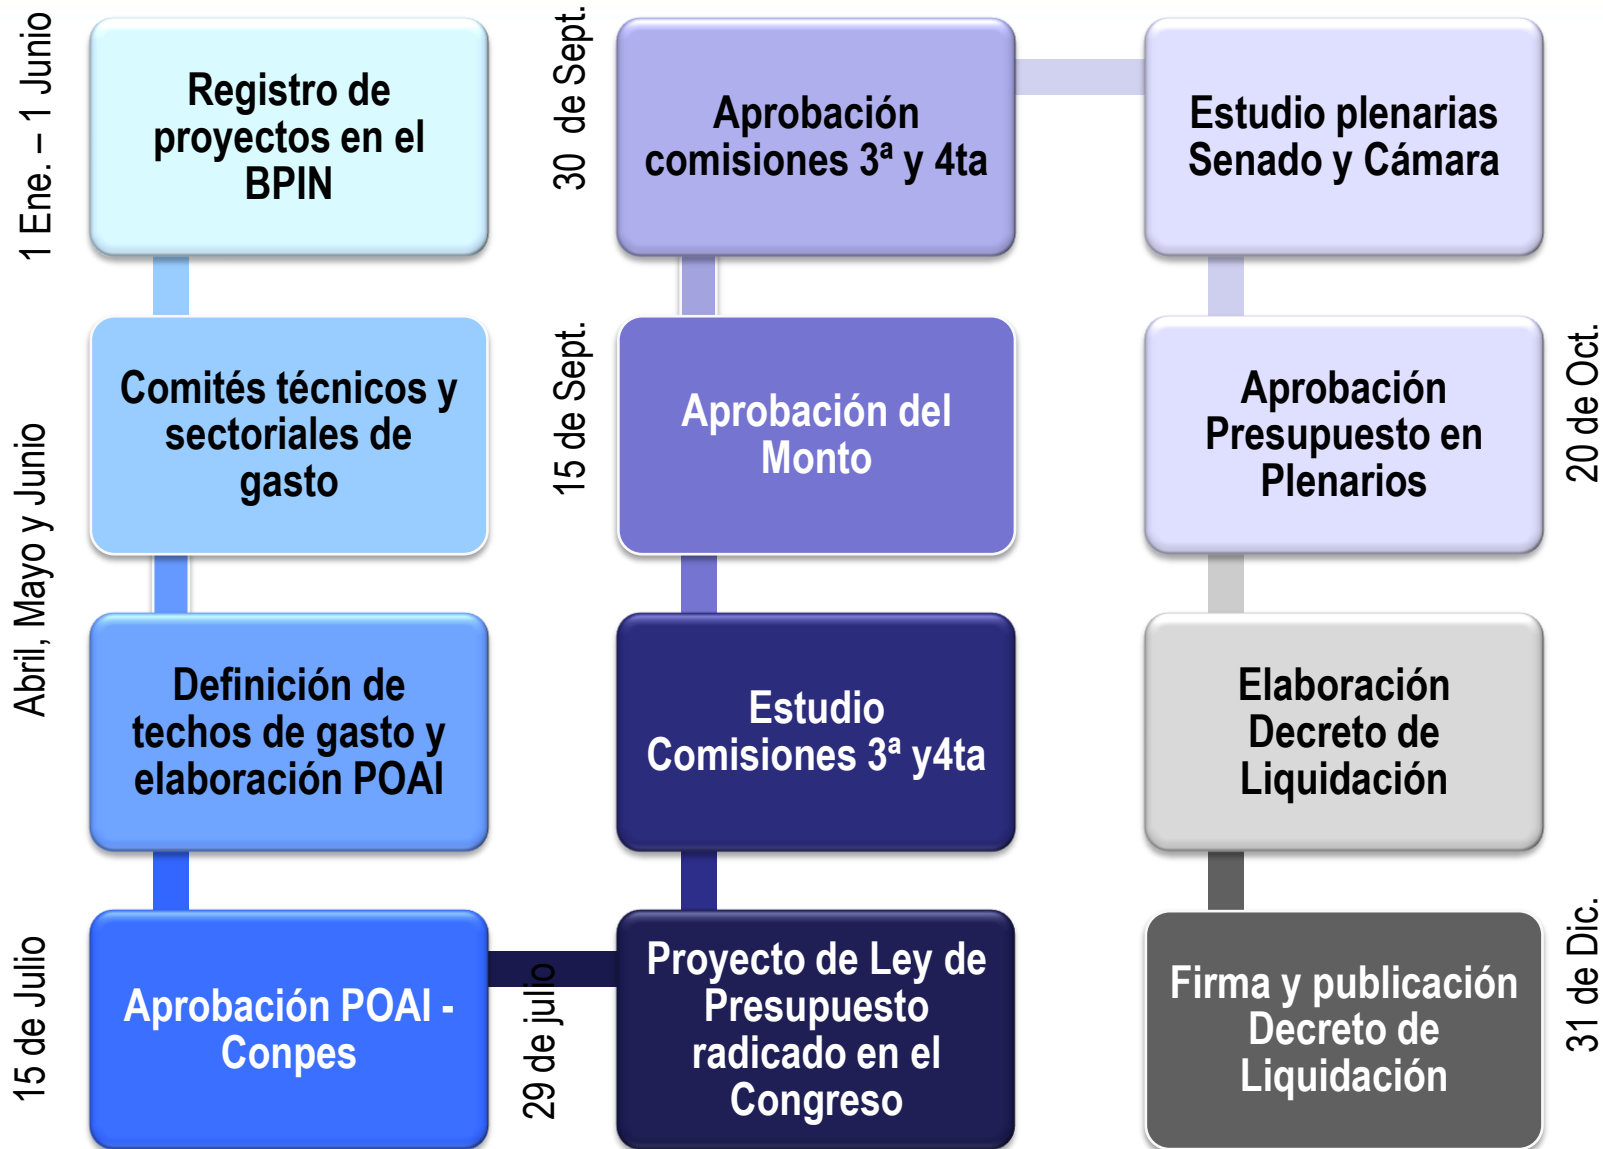 1 Ene. – 1 Junio
Registro de
proyectos en el
BPIN
Abril, Mayo y Junio
Comités técnicos y
sectoriales de
gasto
Definición de
techos de gasto y
elaboración POAI
15 de Julio
Aprobación POAI -
Conpes
29 de julio
Proyecto de Ley de
Presupuesto
radicado en el
Congreso
Estudio
Comisiones 3ª y4ta
15 de Sept.
Aprobación del
Monto
30 de Sept.
Aprobación
comisiones 3ª y 4ta
Estudio plenarias
Senado y Cámara
Aprobación
Presupuesto en
Plenarios
20 de Oct.
Elaboración
Decreto de
Liquidación
Firma y publicación
Decreto de
Liquidación
31 de Dic.